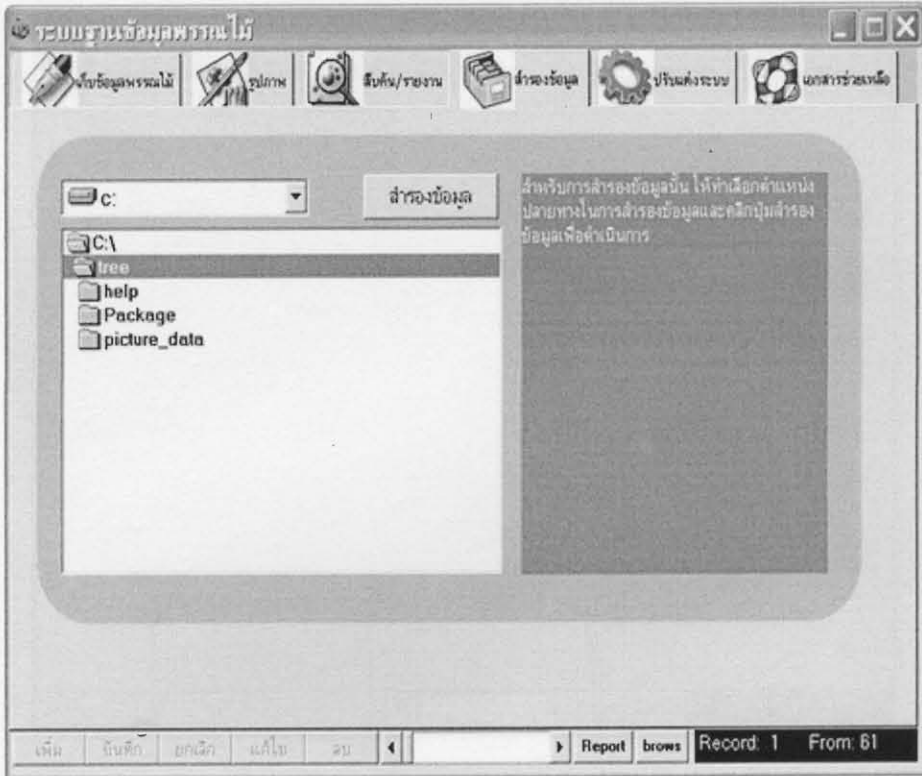 ระบบฐานข้อมูลพรรณไม้
เก็บข้อมูลพรรณไม้ รูปภาพ สืบค้น/รายงาน สำรองข้อมูล ปรับแต่งระบบ เอกสารช่วยเหลือ
c: สำรองข้อมูล
สำหรับการสำรองข้อมูลนั้น ให้ทำเลือกตำแหน่ง
ปลายทางในการสำรองข้อมูลและคลิกปุ่มสำรอง
ข้อมูลเพื่อดำเนินการ
C:\
tree
help
Package
picture_data
เพิ่ม บันทึก ยกเลิก แก้ไข ลบ Report brows Record: 1 From: 61